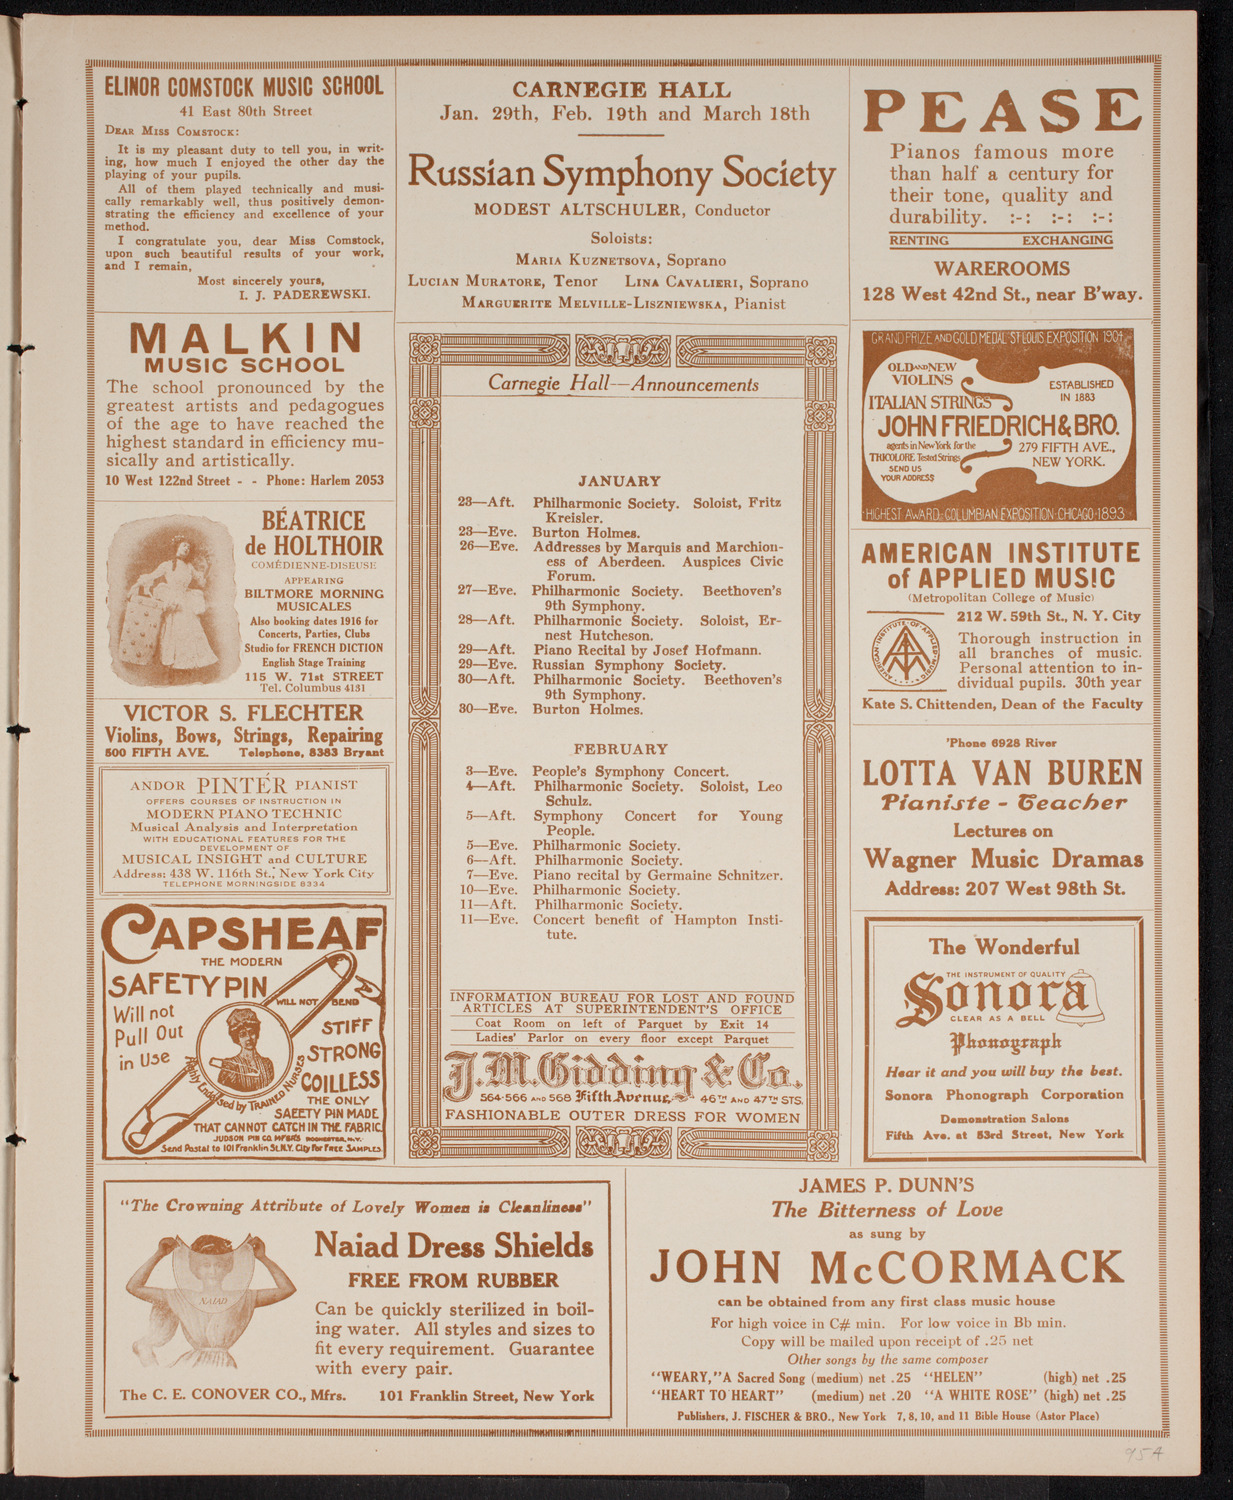 ELINOR COMSTOCK MUSIC SCHOOL
41 East 80th Street
DEAR MISS COMSTOCK:
It is my pleasant duty to tell you, in writ-
ing, how much I enjoyed the other day the
playing of your pupils.
All of them played technically and musi-
cally remarkably well, thus positively demon-
strating the efficiency and excellence of your
method.
I congratulate you, dear Miss Comstock,
upon such beautiful results of your work,
and I remain,
Most sincerely yours,
I. J. PADEREWSKI.
MALKIN
MUSIC SCHOOL
The school pronounced by the
greatest artists and pedagogues
of the age to have reached the
highest standard in efficiency mu-
sically and artistically.
10 West 122nd Street - - Phone: Harlem 2053
BÉATRICE
de HOLTHOIR
COMÉDIENNE-DISEUSE
APPEARING
BILTMORE MORNING
MUSICALES
Also booking dates 1916 for
Concerts, Parties, Clubs
Studio for FRENCH DICTION
English Stage Training
115 W. 71st STREET
Tel. Columbus 4131
VICTOR S. FLECHTER
Violins, Bows, Strings, Repairing
500 FIFTH AVE. Telephone, 8383 Bryant
ANDOR PINTÉR PIANIST
OFFERS COURSES OF INSTRUCTION IN
MODERN PIANO TECHNIC
Musical Analysis and Interpretation
WITH EDUCATIONAL FEATURES FOR THE
DEVELOPMENT OF
MUSICAL INSIGHT and CULTURE
Address: 438 W. 116th St., New York City
TELEPHONE MORNINGSIDE 8334
CAPSHEAF
THE MODERN
SAFETY PIN
WILL NOT BEND
Will not
Pull Out
in Use
STIFF
STRONG
COILLESS
Highly Endorsed by TRAINED NURSES
THE ONLY
SAFETY PIN MADE
THAT CANNOT CATCH IN THE FABRIC.
JUDSON PIN CO. MF'GRS ROCHESTER, N.Y.
Send Postal to 101 Franklin St. N.Y. City for FREE SAMPLES
CARNEGIE HALL
Jan. 29th, Feb. 19th and March 18th
Russian Symphony Society
MODEST ALTSCHULER, Conductor
Soloists:
MARIA KUZNETSOVA, Soprano
LUCIAN MURATORE, Tenor LINA CAVALIERI, Soprano
MARGUERITE MELVILLE-LISZNIEWSKA, Pianist
Carnegie Hall—Announcements
JANUARY
23—Aft. Philharmonic Society. Soloist, Fritz
Kreisler.
23—Eve. Burton Holmes.
26—Eve. Addresses by Marquis and Marchion-
ess of Aberdeen. Auspices Civic
Forum.
27—Eve. Philharmonic Society. Beethoven's
9th Symphony.
28—Aft. Philharmonic Society. Soloist, Er-
nest Hutcheson.
29—Aft. Piano Recital by Josef Hofmann.
29—Eve. Russian Symphony Society.
30—Aft. Philharmonic Society. Beethoven's
9th Symphony.
30—Eve. Burton Holmes.
FEBRUARY
3—Eve. People's Symphony Concert.
4—Aft. Philharmonic Society. Soloist, Leo
Schulz.
5—Aft. Symphony Concert for Young
People.
5—Eve. Philharmonic Society.
6—Aft. Philharmonic Society.
7—Eve. Piano recital by Germaine Schnitzer.
10—Eve. Philharmonic Society.
11—Aft. Philharmonic Society.
11—Eve. Concert benefit of Hampton Insti-
tute.
INFORMATION BUREAU FOR LOST AND FOUND
ARTICLES AT SUPERINTENDENT'S OFFICE
Coat Room on left of Parquet by Exit 14
Ladies' Parlor on every floor except Parquet
J. M. Gidding & Co.
564-566 AND 568 Fifth Avenue, 46TH AND 47TH STS.
FASHIONABLE OUTER DRESS FOR WOMEN
PEASE
Pianos famous more
than half a century for
their tone, quality and
durability. :-: :-: :-:
RENTING EXCHANGING
WAREROOMS
128 West 42nd St., near B'way.
GRAND PRIZE AND GOLD MEDAL ST LOUIS EXPOSITION 1904
OLD AND NEW
VIOLINS
ESTABLISHED
IN 1883
ITALIAN STRINGS
JOHN FRIEDRICH & BRO.
agents in New York for the
TRICOLORE Tested Strings
SEND US
YOUR ADDRESS
279 FIFTH AVE.,
NEW YORK.
HIGHEST AWARD: COLUMBIAN EXPOSITION: CHICAGO 1893
AMERICAN INSTITUTE
of APPLIED MUSIC
(Metropolitan College of Music)
212 W. 59th St., N. Y. City
AMERICAN INSTITUTE OF APPLIED MUSIC
Thorough instruction in
all branches of music.
Personal attention to in-
dividual pupils. 30th year
Kate S. Chittenden, Dean of the Faculty
'Phone 6928 River
LOTTA VAN BUREN
Pianiste - Teacher
Lectures on
Wagner Music Dramas
Address: 207 West 98th St.
The Wonderful
THE INSTRUMENT OF QUALITY
Sonora
CLEAR AS A BELL
Phonograph
Hear it and you will buy the best.
Sonora Phonograph Corporation
Demonstration Salons
Fifth Ave. at 53rd Street, New York
"The Crowning Attribute of Lovely Women is Cleanliness"
NAIAD
Naiad Dress Shields
FREE FROM RUBBER
Can be quickly sterilized in boil-
ing water. All styles and sizes to
fit every requirement. Guarantee
with every pair.
The C. E. CONOVER CO., Mfrs. 101 Franklin Street, New York
JAMES P. DUNN'S
The Bitterness of Love
as sung by
JOHN McCORMACK
can be obtained from any first class music house
For high voice in C# min. For low voice in Bb min.
Copy will be mailed upon receipt of .25 net
Other songs by the same composer
"WEARY," A Sacred Song (medium) net .25 "HELEN" (high) net .25
"HEART TO HEART" (medium) net .20 "A WHITE ROSE" (high) net .25
Publishers, J. FISCHER & BRO., New York 7, 8, 10, and 11 Bible House (Astor Place)
95A